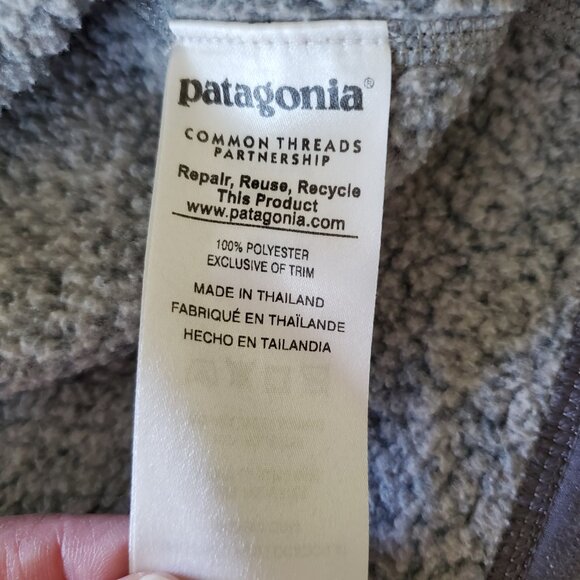 patagonia®
COMMON THREADS
PARTNERSHIP
Repair, Reuse, Recycle
This Product
www.patagonia.com
100% POLYESTER
EXCLUSIVE OF TRIM
MADE IN THAILAND
FABRIQUÉ EN THAÏLANDE
HECHO EN TAILANDIA